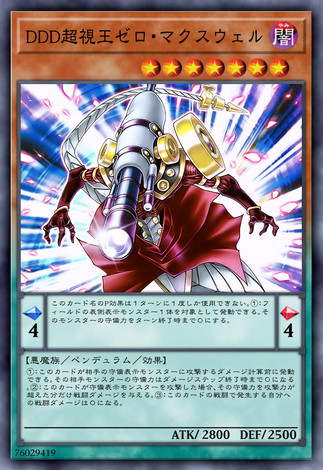 DDD超視王ゼロ・マクスウェル
やみ
闇
このカード名のP効果は1ターンに1度しか使用できない。①:フ
ィールドの表側表示モンスター1体を対象として発動できる。そ
のモンスターの守備力をターン終了時まで0にする。
4
4
【悪魔族/ペンデュラム/効果】
①:このカードが相手の守備表示モンスターに攻撃するダメージ計算前に発動
できる。その相手モンスターの守備力はダメージステップ終了時まで0にな
る。②:このカードが守備表示モンスターを攻撃した場合、その守備力を攻撃力が
超えた分だけ戦闘ダメージを与える。③:このカードの戦闘で発生する自分へ
の戦闘ダメージは0になる。
ATK/ 2800 DEF/ 2500
76029419